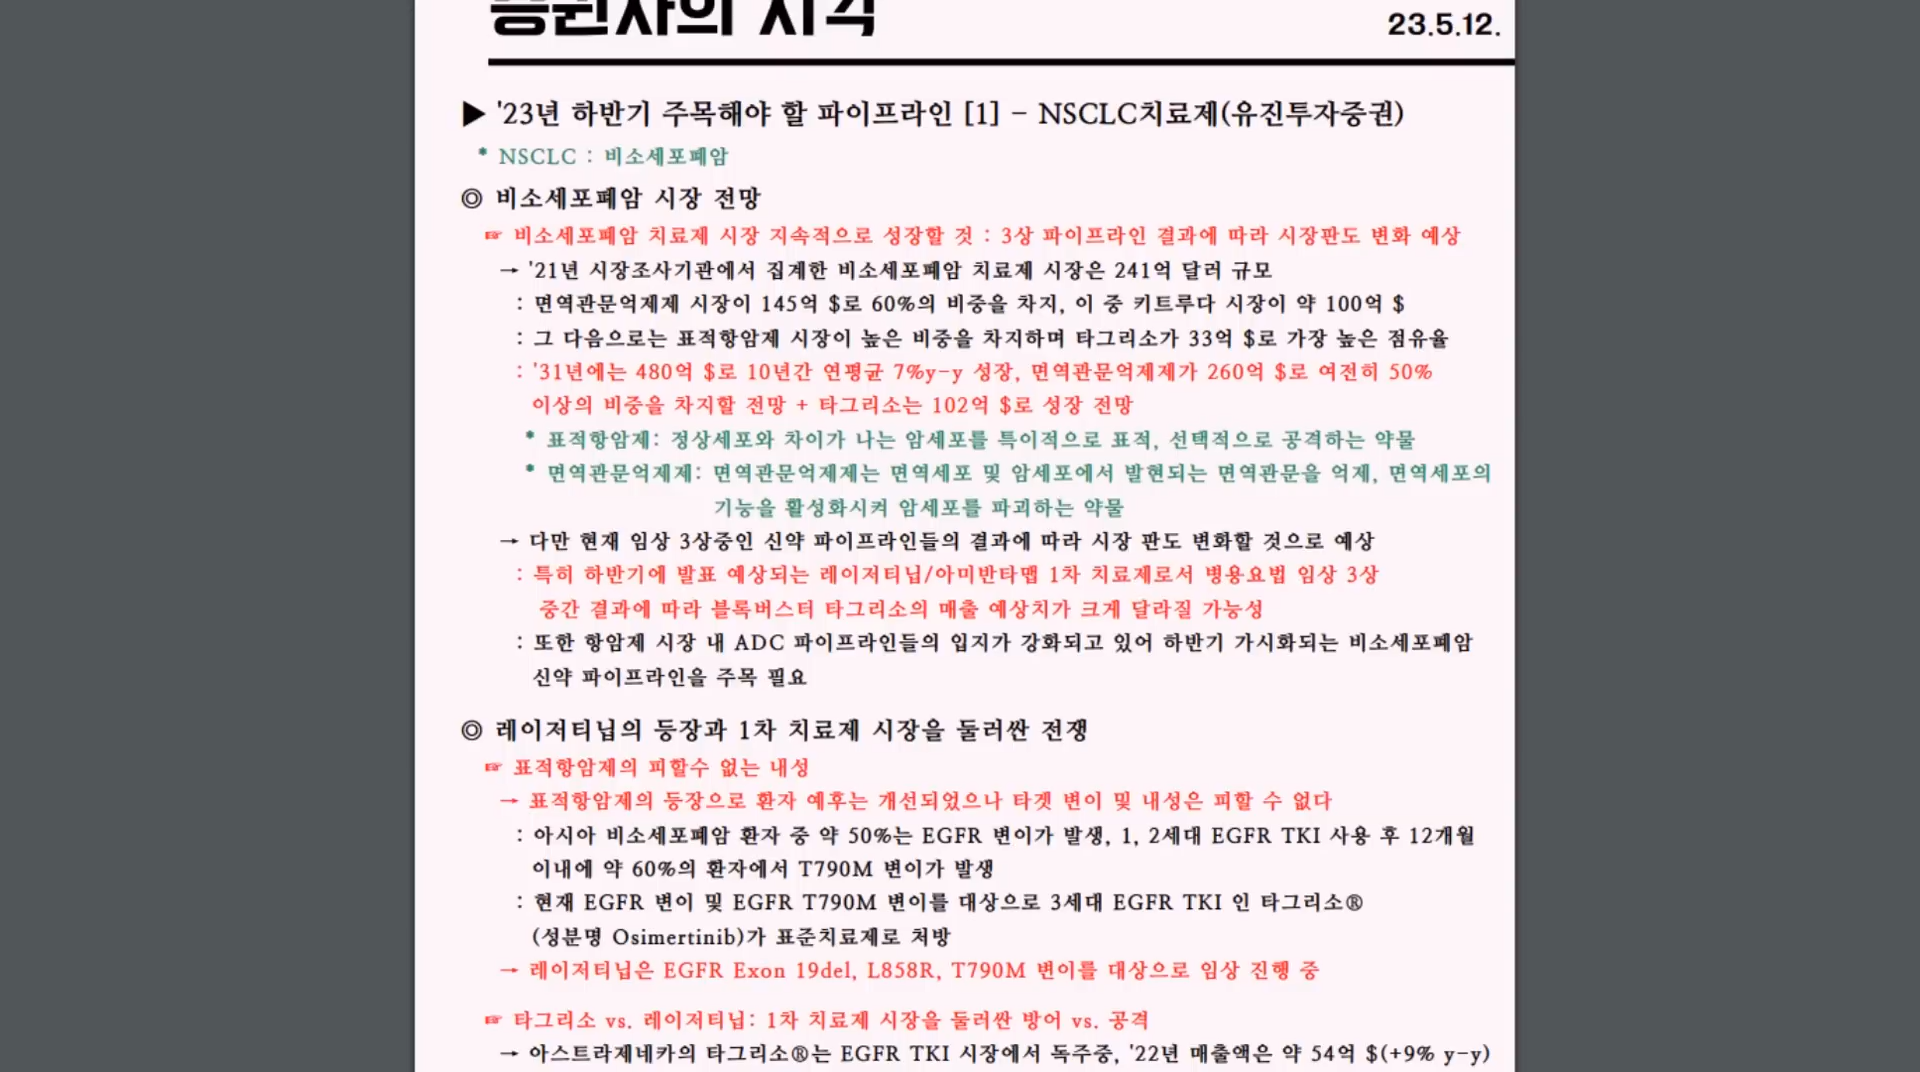 증권사의 시각
23.5.12.
▶ '23년 하반기 주목해야 할 파이프라인 [1] - NSCLC치료제(유진투자증권)
* NSCLC : 비소세포폐암
◎ 비소세포폐암 시장 전망
☞ 비소세포폐암 치료제 시장 지속적으로 성장할 것 : 3상 파이프라인 결과에 따라 시장판도 변화 예상
→ '21년 시장조사기관에서 집계한 비소세포폐암 치료제 시장은 241억 달러 규모
: 면역관문억제제 시장이 145억 $로 60%의 비중을 차지, 이 중 키트루다 시장이 약 100억 $
: 그 다음으로는 표적항암제 시장이 높은 비중을 차지하며 타그리소가 33억 $로 가장 높은 점유율
: '31년에는 480억 $로 10년간 연평균 7%y-y 성장, 면역관문억제제가 260억 $로 여전히 50%
이상의 비중을 차지할 전망 + 타그리소는 102억 $로 성장 전망
* 표적항암제: 정상세포와 차이가 나는 암세포를 특이적으로 표적, 선택적으로 공격하는 약물
* 면역관문억제제: 면역관문억제제는 면역세포 및 암세포에서 발현되는 면역관문을 억제, 면역세포의
기능을 활성화시켜 암세포를 파괴하는 약물
→ 다만 현재 임상 3상중인 신약 파이프라인들의 결과에 따라 시장 판도 변화할 것으로 예상
: 특히 하반기에 발표 예상되는 레이저티닙/아미반타맵 1차 치료제로서 병용요법 임상 3상
중간 결과에 따라 블록버스터 타그리소의 매출 예상치가 크게 달라질 가능성
: 또한 항암제 시장 내 ADC 파이프라인들의 입지가 강화되고 있어 하반기 가시화되는 비소세포폐암
신약 파이프라인을 주목 필요
◎ 레이저티닙의 등장과 1차 치료제 시장을 둘러싼 전쟁
☞ 표적항암제의 피할수 없는 내성
→ 표적항암제의 등장으로 환자 예후는 개선되었으나 타겟 변이 및 내성은 피할 수 없다
: 아시아 비소세포폐암 환자 중 약 50%는 EGFR 변이가 발생, 1, 2세대 EGFR TKI 사용 후 12개월
이내에 약 60%의 환자에서 T790M 변이가 발생
: 현재 EGFR 변이 및 EGFR T790M 변이를 대상으로 3세대 EGFR TKI 인 타그리소®
(성분명 Osimertinib)가 표준치료제로 처방
→ 레이저티닙은 EGFR Exon 19del, L858R, T790M 변이를 대상으로 임상 진행 중
☞ 타그리소 vs. 레이저티닙: 1차 치료제 시장을 둘러싼 방어 vs. 공격
→ 아스트라제네카의 타그리소®는 EGFR TKI 시장에서 독주중, '22년 매출액은 약 54억 $(+9% y-y)